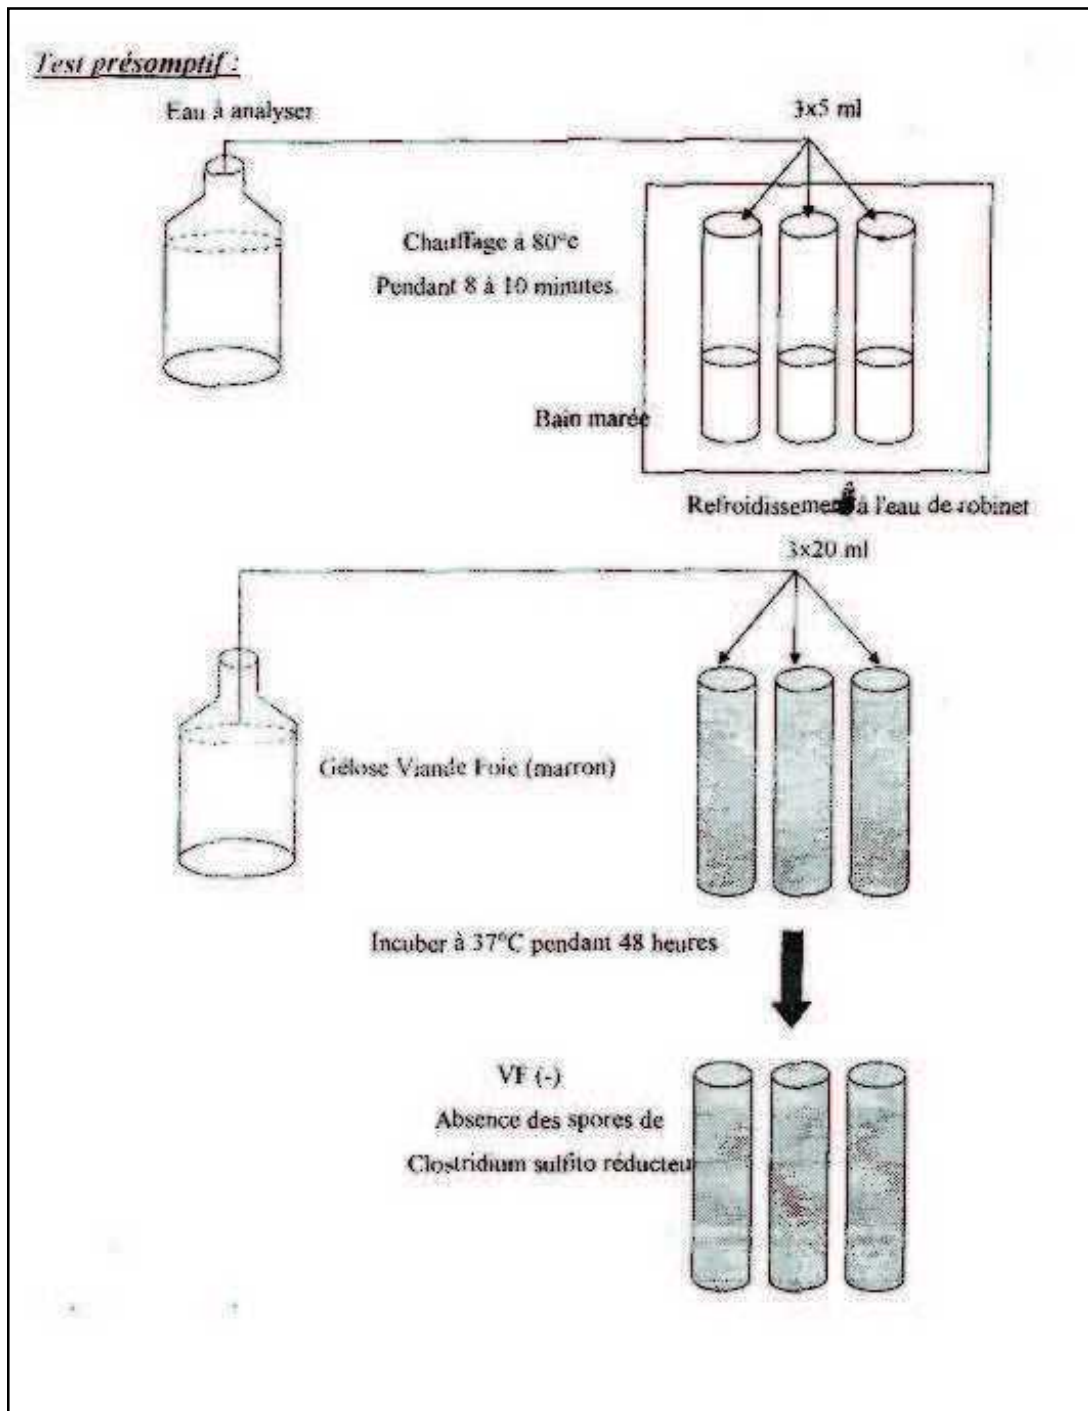 Test présomptif :
Eau à analyser
3x5 ml
Chauffage à 80°c
Pendant 8 à 10 minutes.
Bain marée
Refroidissement à l'eau de robinet
3x20 ml
Gélose Viande Foie (marron)
Incuber à 37°C pendant 48 heures
VF (-)
Absence des spores de
Clostridium sulfito réducteur